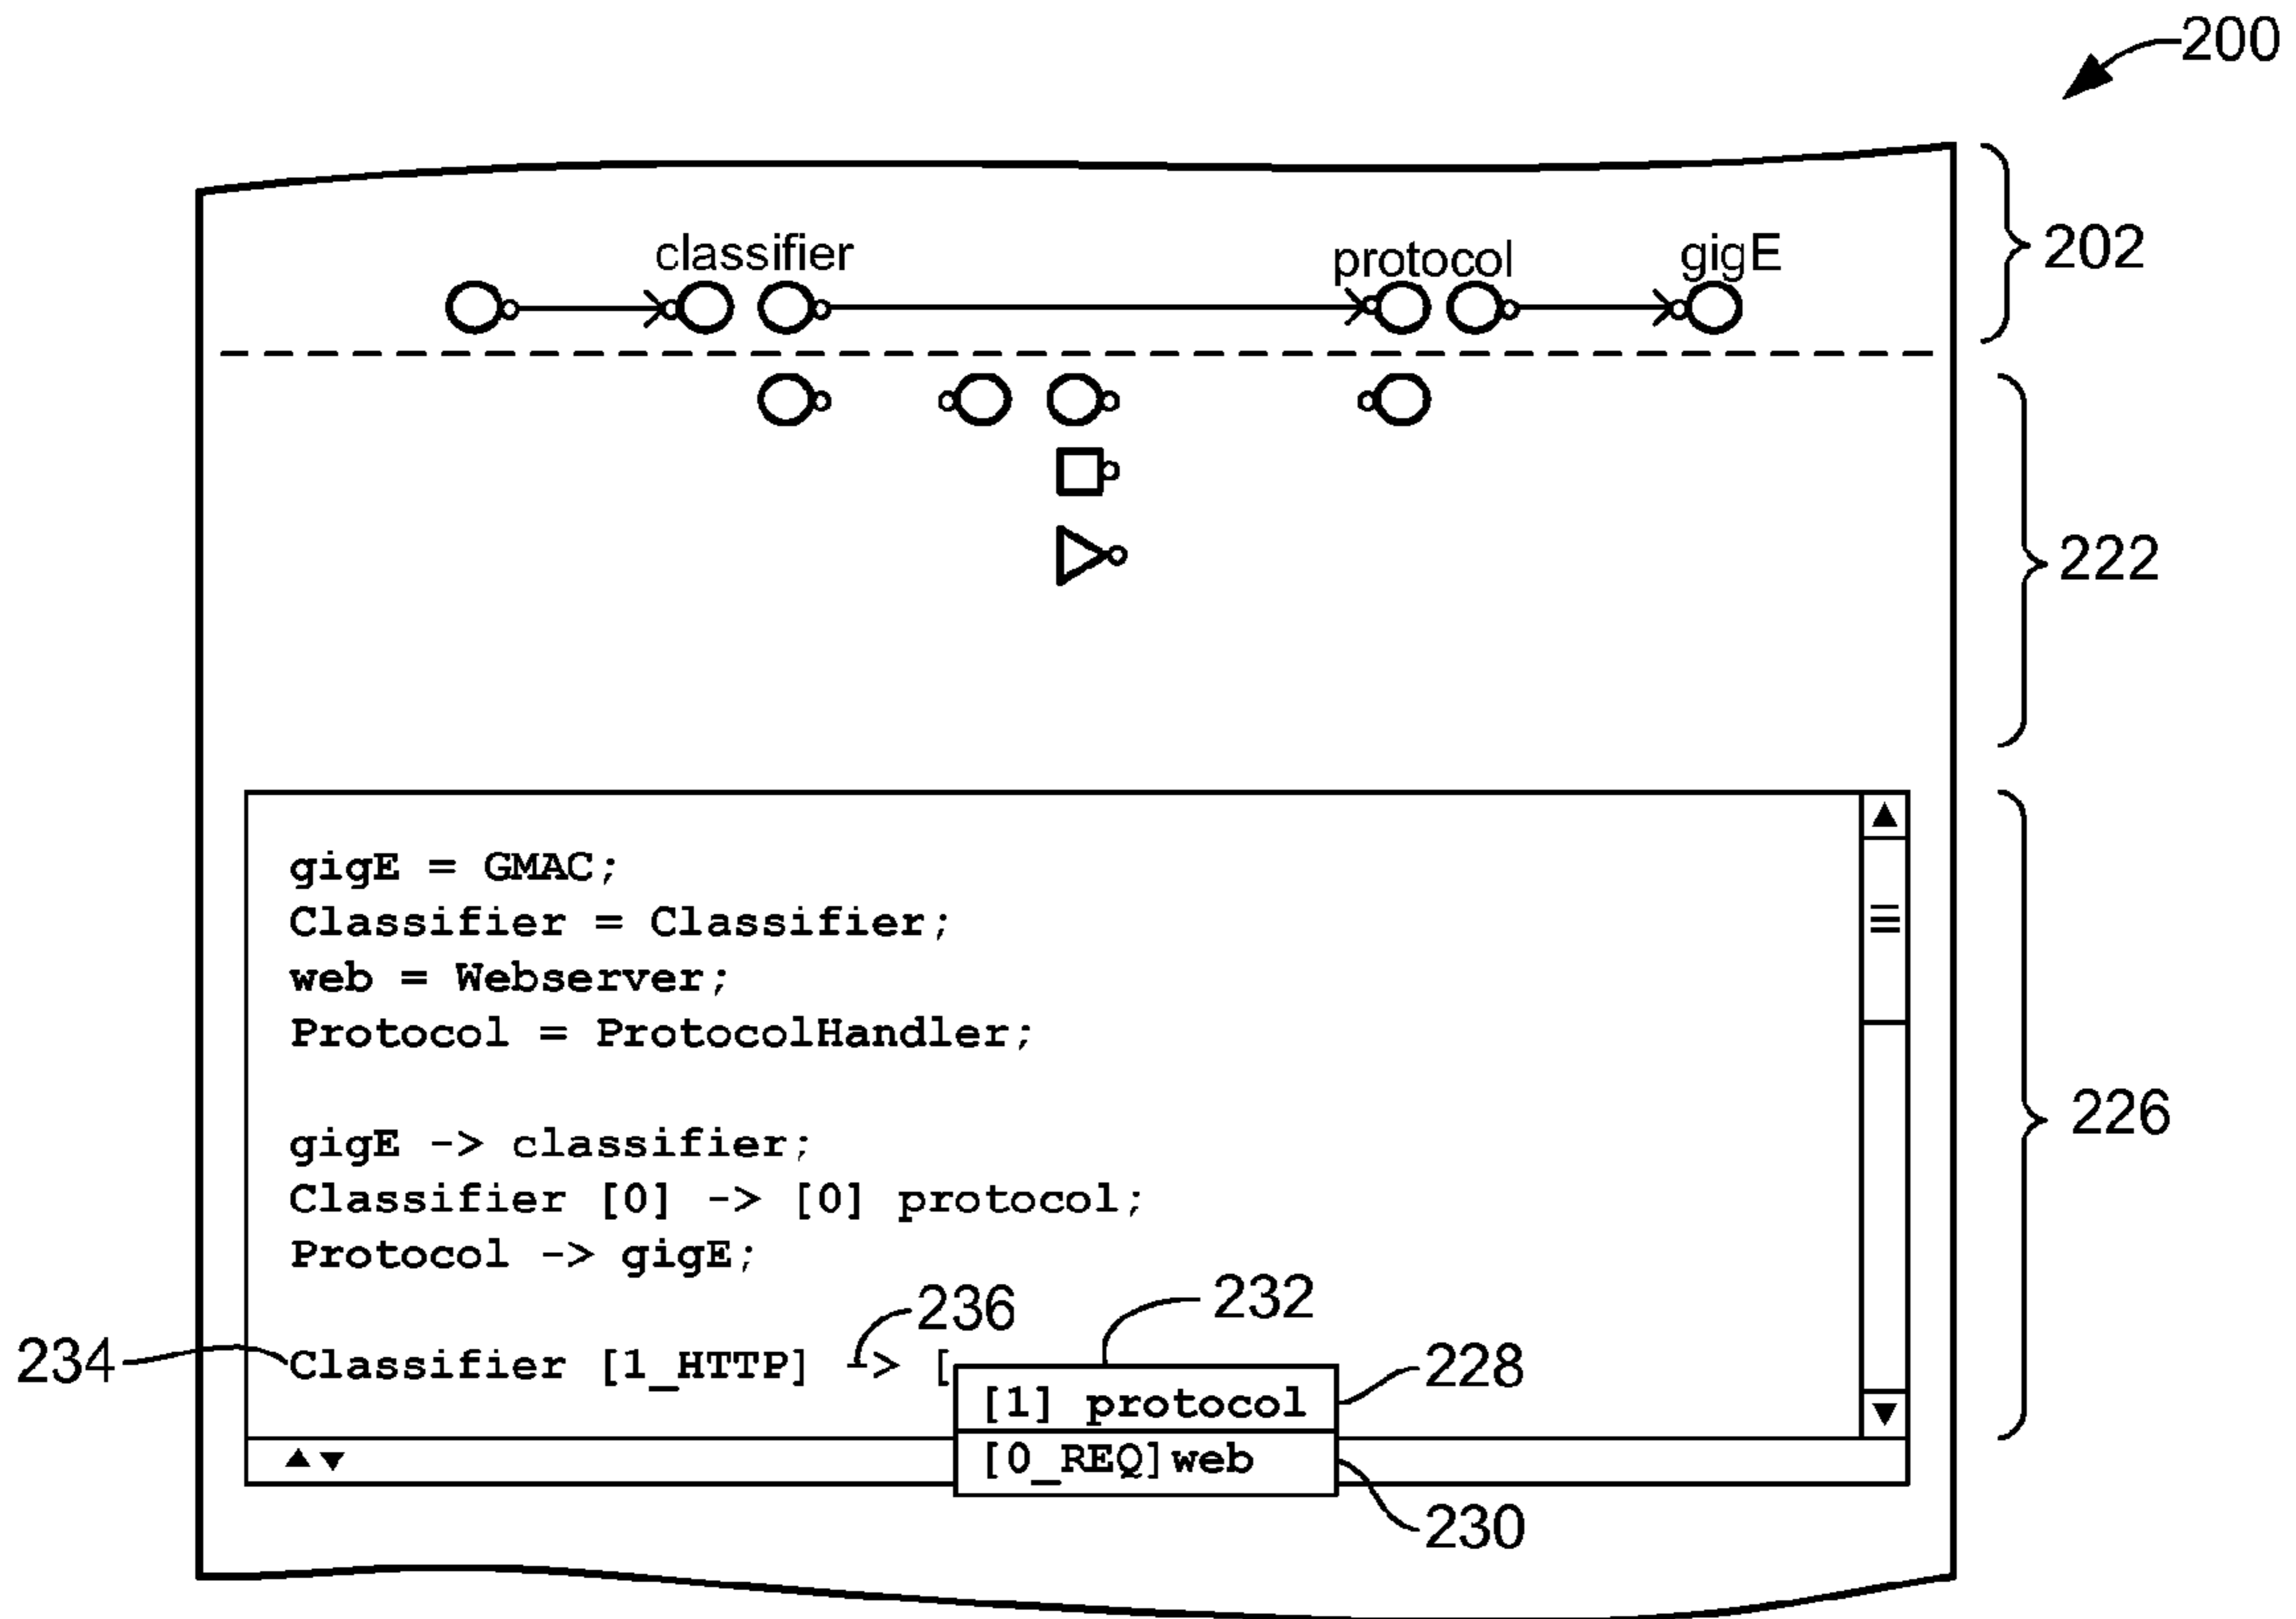 200
classifier protocol gigE
202
222
gigE = GMAC;
Classifier = Classifier;
web = Webserver;
Protocol = ProtocolHandler;
226
gigE -> classifier;
Classifier [0] -> [0] protocol;
Protocol -> gigE;
236 232
234 Classifier [1_HTTP] -> [
[1] protocol 228
[0_REQ]web
230